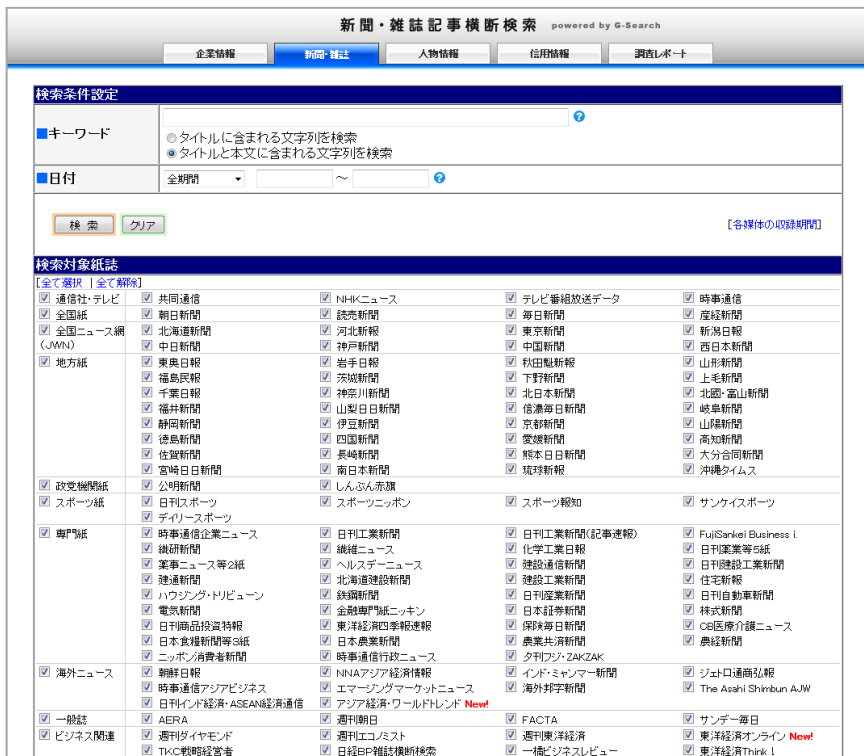 新聞・雑誌記事横断検索 powered by G-Search
企業情報 新聞・雑誌 人物情報 信用情報 調査レポート
検索条件設定
■キーワード
?
タイトルに含まれる文字列を検索
タイトルと本文に含まれる文字列を検索
■日付 全期間 ～ ?
検索 クリア [各媒体の収録期間]
検索対象紙誌
[全て選択 | 全て解除]
通信社・テレビ 共同通信 NHKニュース テレビ番組放送データ 時事通信
全国紙 朝日新聞 読売新聞 毎日新聞 産経新聞
全国ニュース網 北海道新聞 河北新報 東京新聞 新潟日報
(JWN) 中日新聞 神戸新聞 中国新聞 西日本新聞
地方紙 東奥日報 岩手日報 秋田魁新報 山形新聞
福島民報 茨城新聞 下野新聞 上毛新聞
千葉日報 神奈川新聞 北日本新聞 北國・富山新聞
福井新聞 山梨日日新聞 信濃毎日新聞 岐阜新聞
静岡新聞 伊豆新聞 京都新聞 山陽新聞
徳島新聞 四国新聞 愛媛新聞 高知新聞
佐賀新聞 長崎新聞 熊本日日新聞 大分合同新聞
宮崎日日新聞 南日本新聞 琉球新報 沖縄タイムス
政党機関紙 公明新聞 しんぶん赤旗
スポーツ紙 日刊スポーツ スポーツニッポン スポーツ報知 サンケイスポーツ
デイリースポーツ
専門紙 時事通信企業ニュース 日刊工業新聞 日刊工業新聞(記事速報) FujiSankei Business i.
繊研新聞 繊維ニュース 化学工業日報 日刊薬業等5紙
薬事ニュース等2紙 ヘルスデーニュース 建設通信新聞 日刊建設工業新聞
建通新聞 北海道建設新聞 建設工業新聞 住宅新報
ハウジング・トリビューン 鉄鋼新聞 日刊産業新聞 日刊自動車新聞
電気新聞 金融専門紙ニッキン 日本証券新聞 株式新聞
日刊商品投資特報 東洋経済四季報速報 保険毎日新聞 CB医療介護ニュース
日本食糧新聞等3紙 日本農業新聞 農業共済新聞 農経新聞
ニッポン消費者新聞 時事通信行政ニュース 夕刊フジ・ZAKZAK
海外ニュース 朝鮮日報 NNAアジア経済情報 インド・ミャンマー新聞 ジェトロ通商弘報
時事通信アジアビジネス エマージングマーケットニュース 海外邦字新聞 The Asahi Shimbun AJW
日刊インド経済・ASEAN経済通信 アジア経済・ワールドトレンド New!
一般誌 AERA 週刊朝日 FACTA サンデー毎日
ビジネス関連 週刊ダイヤモンド 週刊エコノミスト 週刊東洋経済 東洋経済オンライン New!
TKC戦略経営者 日経BP雑誌横断検索 一橋ビジネスレビュー 東洋経済Think!